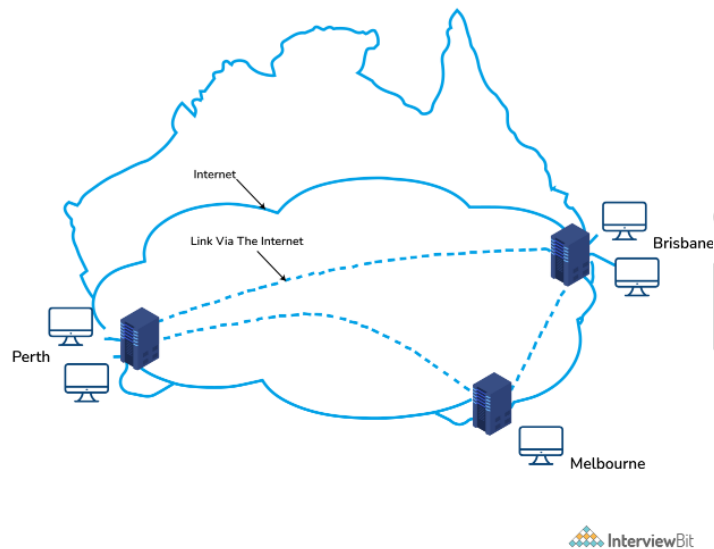 Internet
Link Via The Internet
Brisbane
Perth
Melbourne
InterviewBit